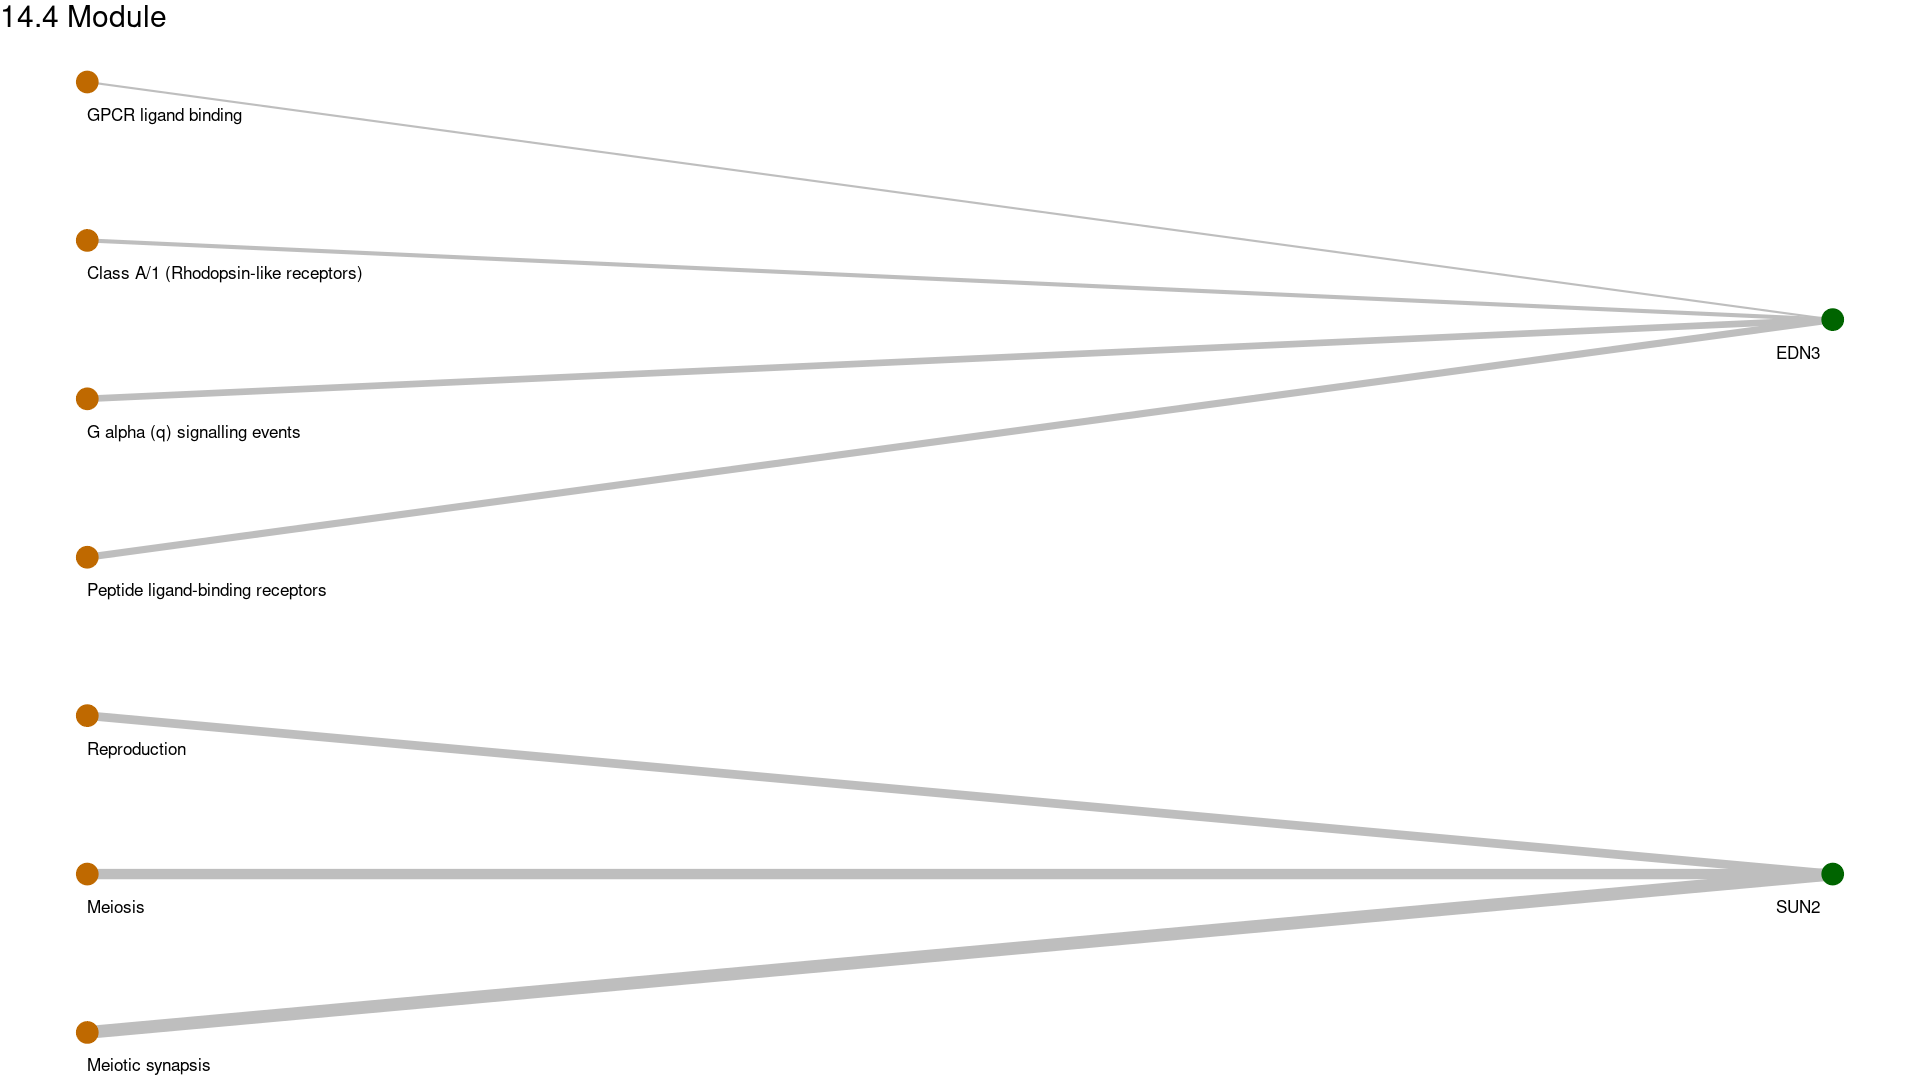 14.4 Module
GPCR ligand binding
Class A/1 (Rhodopsin-like receptors)
EDN3
G alpha (q) signalling events
Peptide ligand-binding receptors
Reproduction
Meiosis
SUN2
Meiotic synapsis